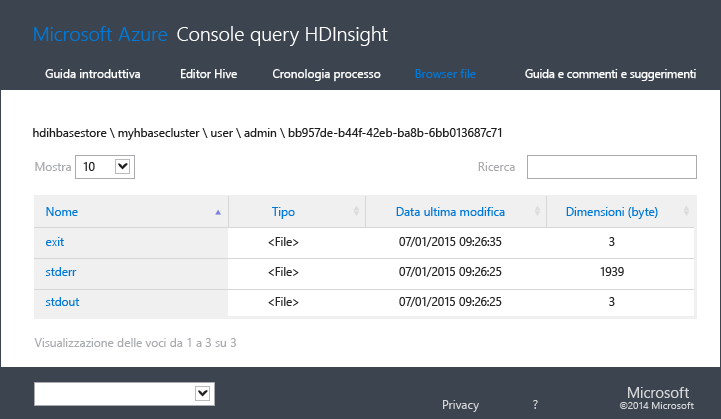 Microsoft Azure Console query HDInsight
Guida introduttiva Editor Hive Cronologia processo Browser file Guida e commenti e suggerimenti
hdihbasestore \ myhbasecluster \ user \ admin \ bb957de-b44f-42eb-ba8b-6bb013687c71
Mostra 10 Ricerca
Nome Tipo Data ultima modifica Dimensioni (byte)
exit <File> 07/01/2015 09:26:35 3
stderr <File> 07/01/2015 09:26:25 1939
stdout <File> 07/01/2015 09:26:25 3
Visualizzazione delle voci da 1 a 3 su 3
Privacy ? Microsoft
©2014 Microsoft